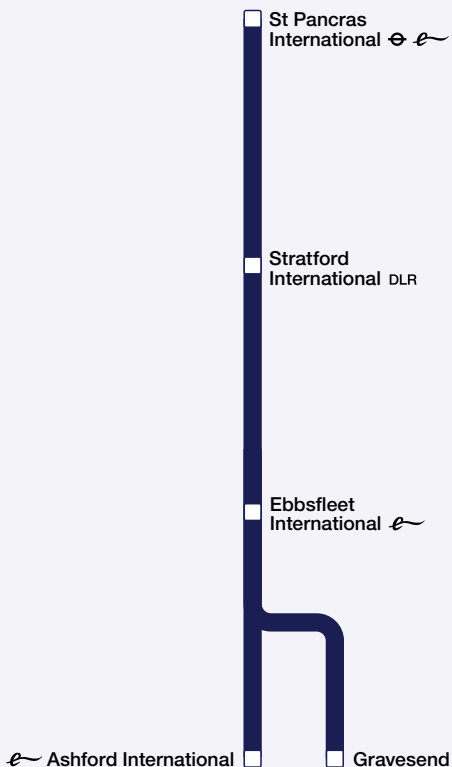 St Pancras
International
Stratford
International DLR
Ebbsfleet
International
Ashford International
Gravesend